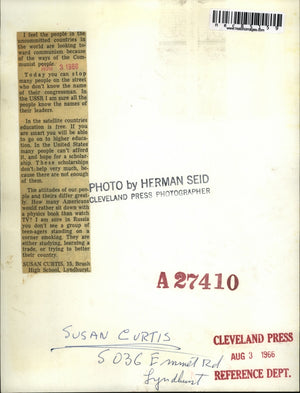 I feel the people in the
uncommitted countries in
the world are looking to-
ward communism because
of the ways of the Com-
munist people.
AUG 3 1966
Today you can stop
many people on the street
who don't know the name
of their congressman. In
the USSR I am sure all the
people know the names of
their leaders.
In the satellite countries
education is free. If you
are smart you will be able
to go on to higher educa-
tion. In the United States
many people can't afford
it, and hope for a scholar-
ship. These scholarships
don't help very much, be-
cause there are not enough
of them.
The attitudes of our peo-
ple and theirs differ great-
ly. How many Americans
would rather sit down with
a physics book than watch
TV? I am sure in Russia
you don't see a group of
teen-agers standing on a
corner smoking. They are
either studying, learning a
trade, or trying to better
their country.
SUSAN CURTIS, 15, Brush
High School, Lyndhurst.
PHOTO by HERMAN SEID
CLEVELAND PRESS PHOTOGRAPHER
A27410
SUSAN CURTIS
5036 Emmet Rd
Lyndhurst
CLEVELAND PRESS
AUG 3 1966
REFERENCE DEPT.